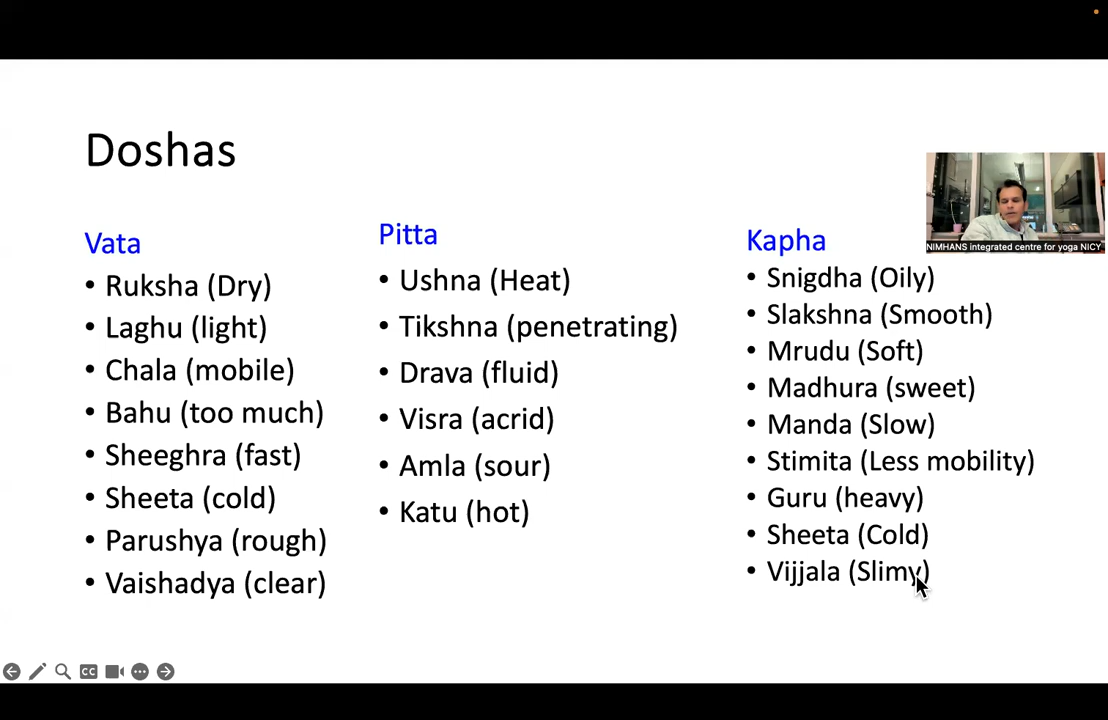 Doshas
Vata
• Ruksha (Dry)
• Laghu (light)
• Chala (mobile)
• Bahu (too much)
• Sheeghra (fast)
• Sheeta (cold)
• Parushya (rough)
• Vaishadya (clear)
Pitta
• Ushna (Heat)
• Tikshna (penetrating)
• Drava (fluid)
• Visra (acrid)
• Amla (sour)
• Katu (hot)
Kapha
• Snigdha (Oily)
• Slakshna (Smooth)
• Mrudu (Soft)
• Madhura (sweet)
• Manda (Slow)
• Stimita (Less mobility)
• Guru (heavy)
• Sheeta (Cold)
• Vijjala (Slimy)
NIMHANS integrated centre for yoga NICY
CC